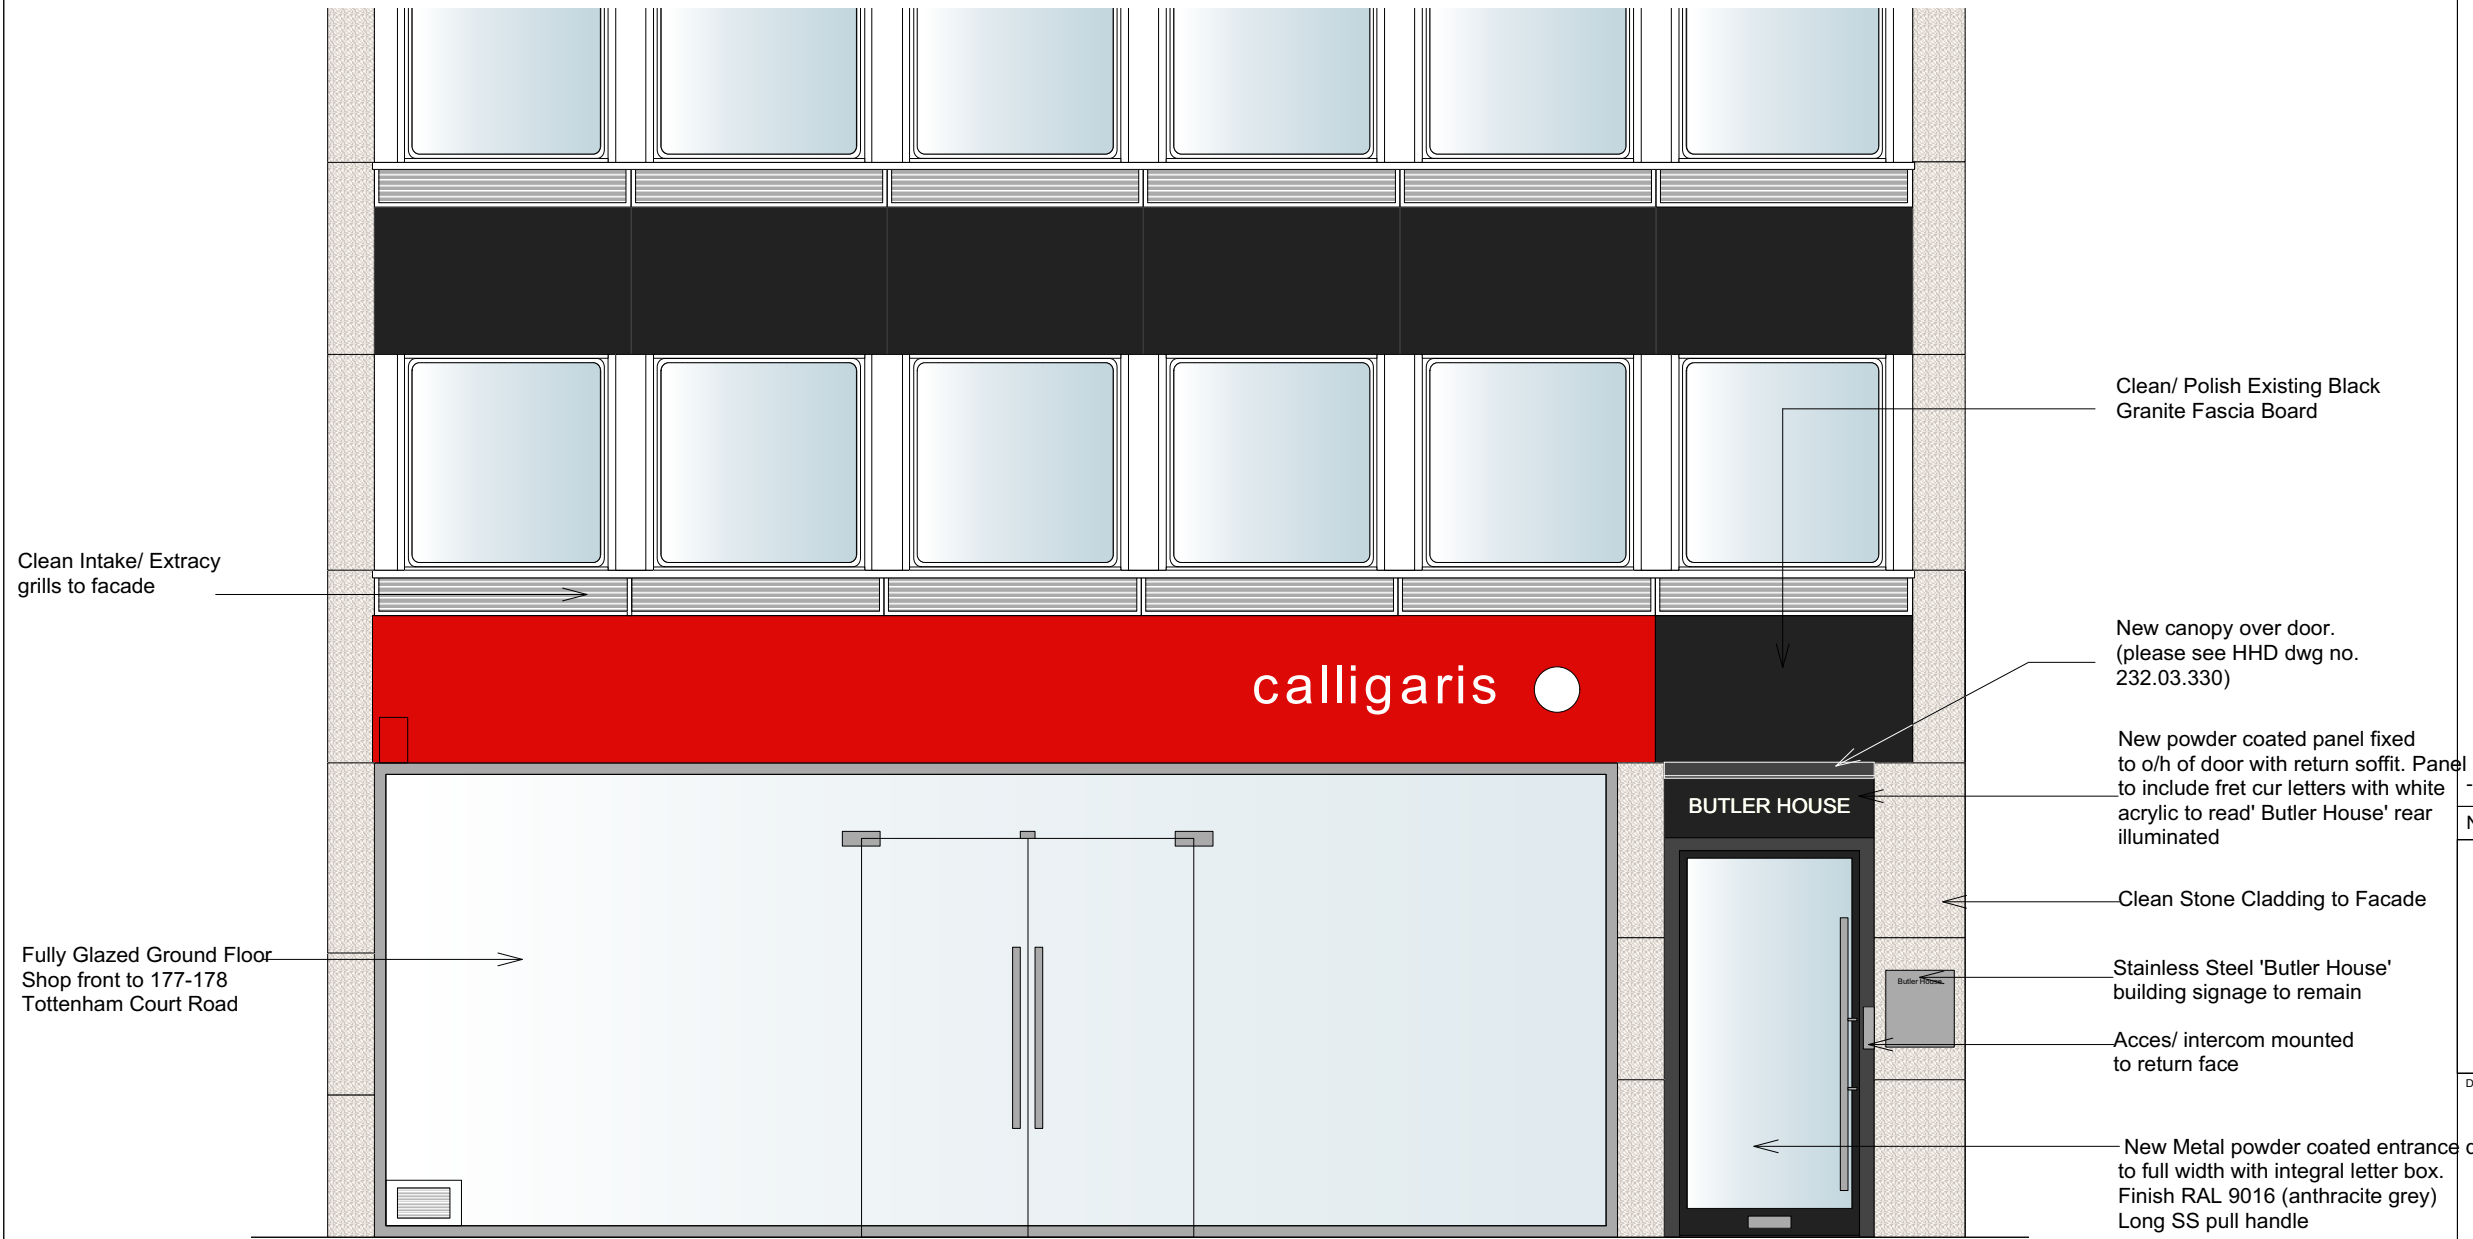 Clean/ Polish Existing Black
Granite Fascia Board
Clean Intake/ Extracy
grills to facade
New canopy over door.
(please see HHD dwg no.
232.03.330)
calligaris
New powder coated panel fixed
to o/h of door with return soffit. Panel
to include fret cur letters with white
acrylic to read' Butler House' rear
illuminated
BUTLER HOUSE
Clean Stone Cladding to Facade
Fully Glazed Ground Floor
Shop front to 177-178
Tottenham Court Road
Stainless Steel 'Butler House'
building signage to remain
Butler House
Acces/ intercom mounted
to return face
New Metal powder coated entrance
to full width with integral letter box.
Finish RAL 9016 (anthracite grey)
Long SS pull handle